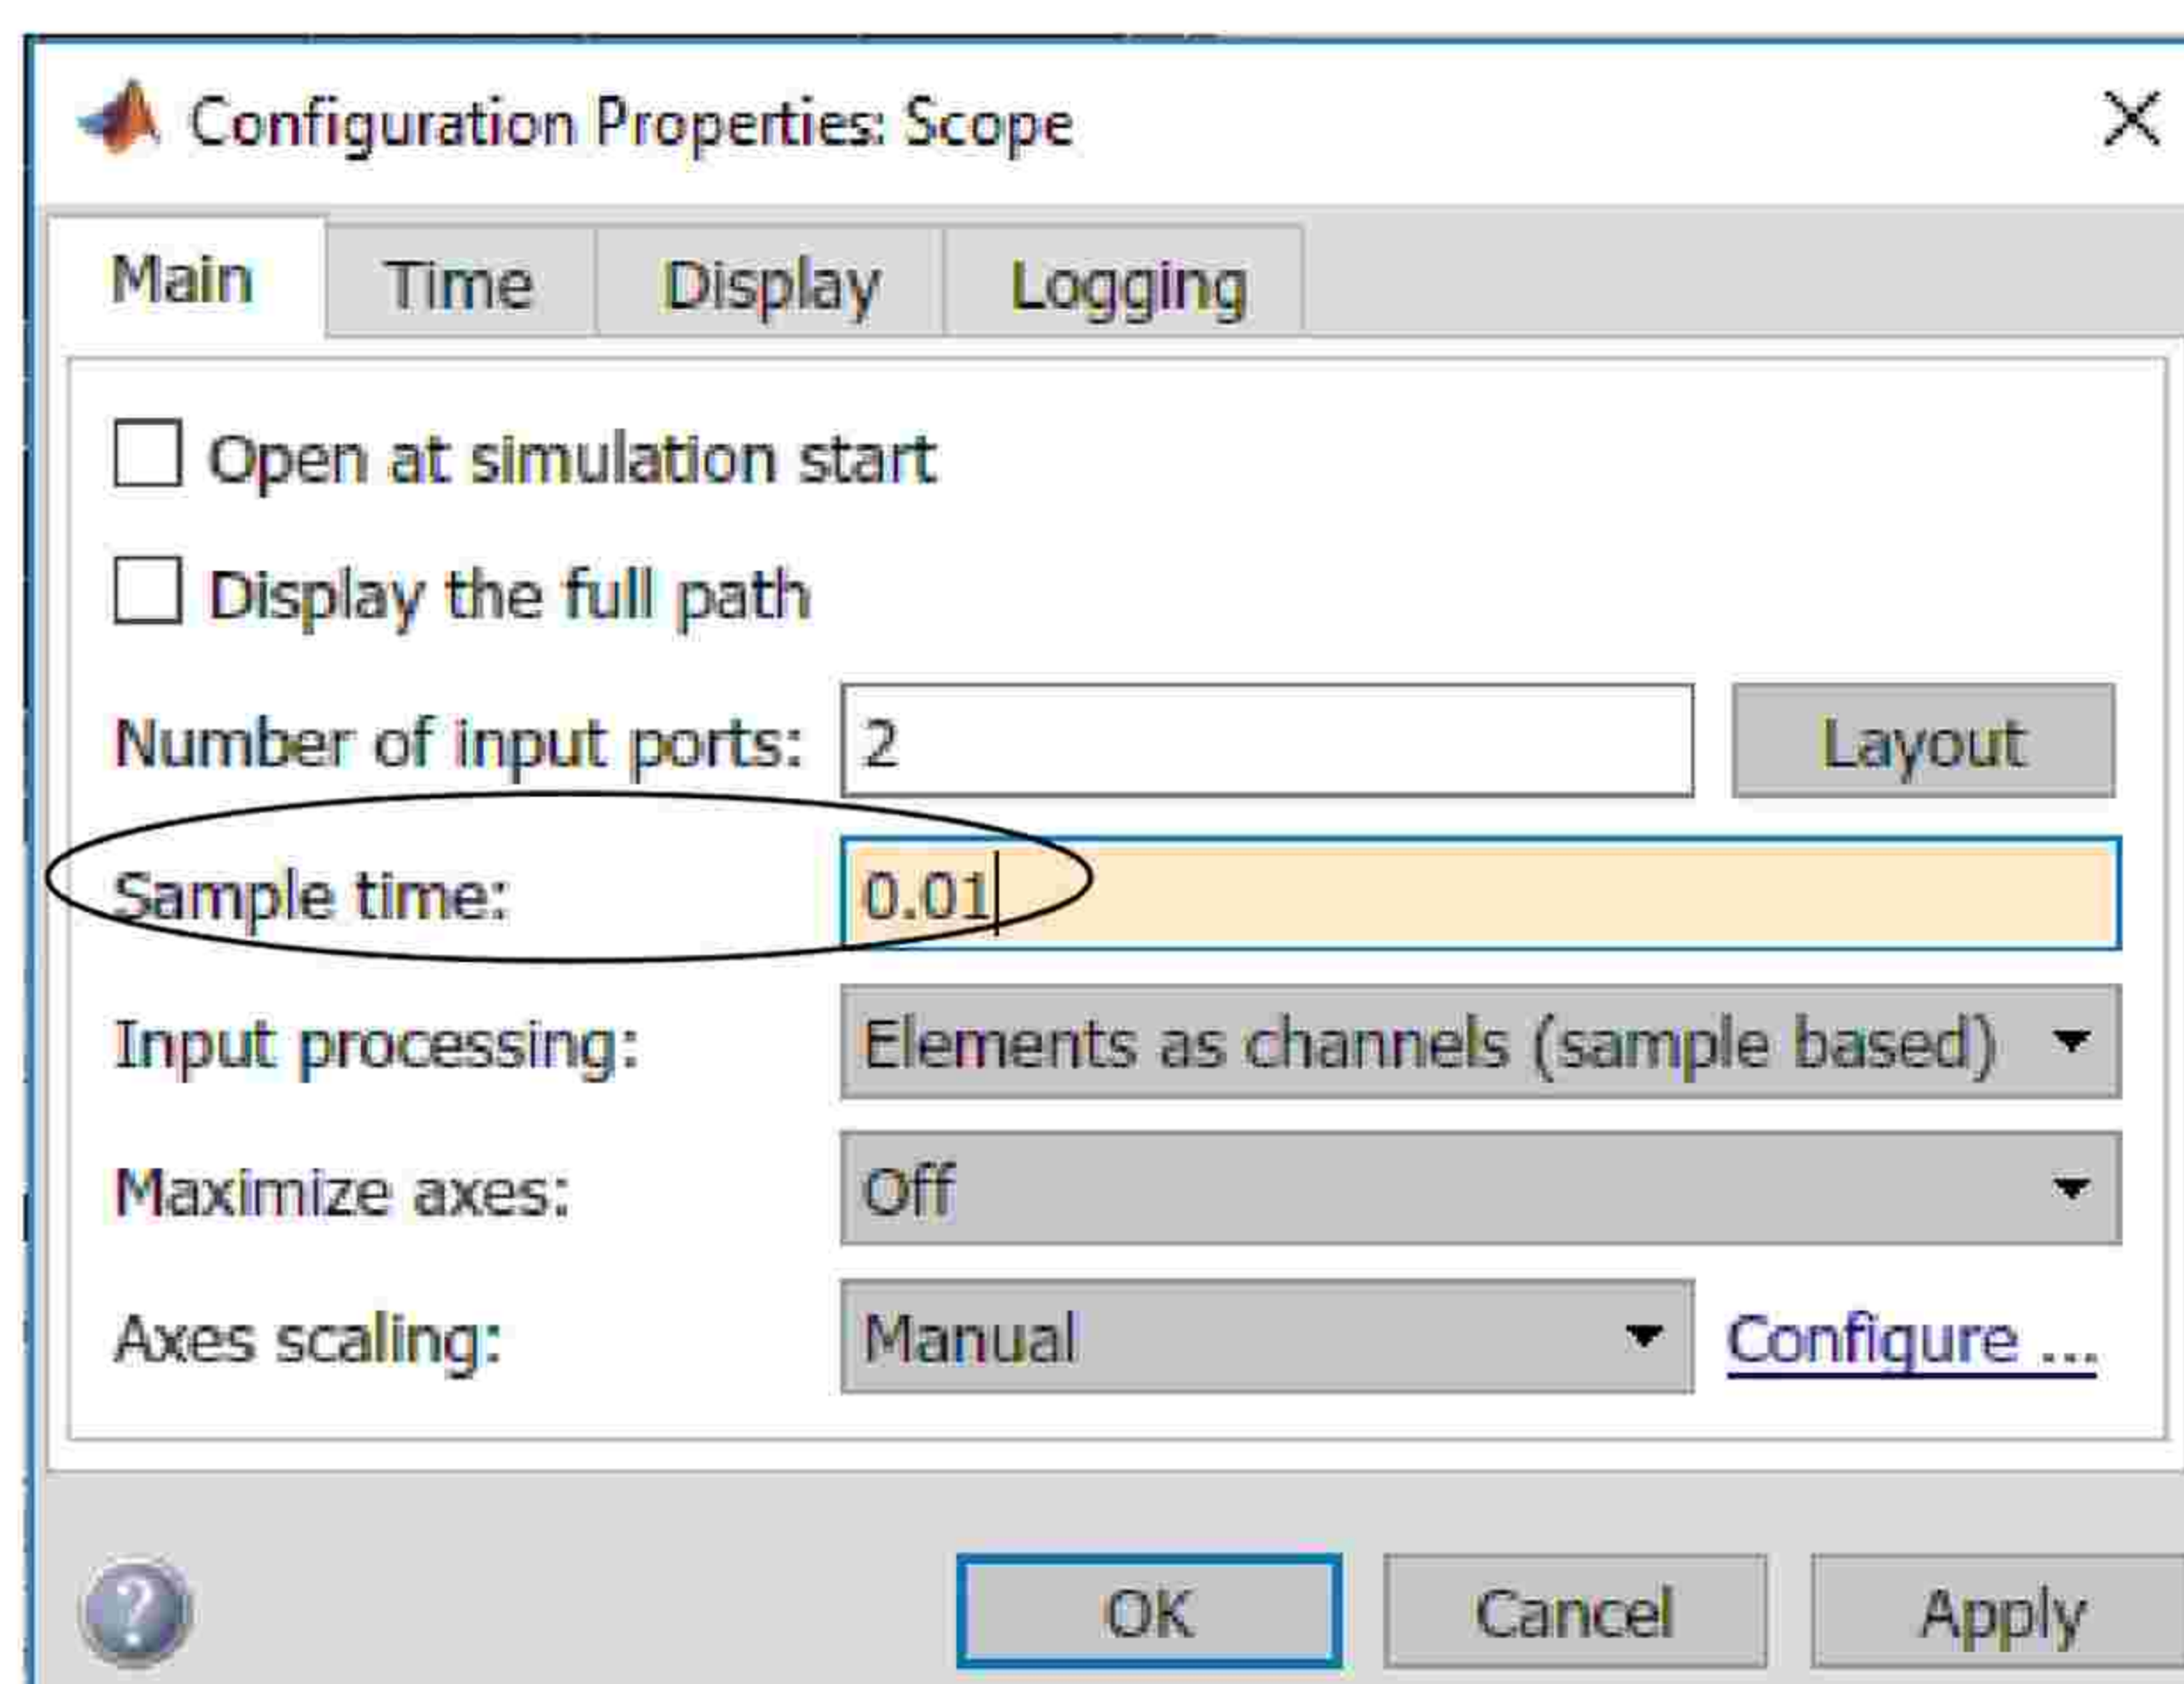 Configuration Properties: Scope
Main Time Display Logging
Open at simulation start
Display the full path
Number of input ports: 2 Layout
Sample time: 0.01
Input processing: Elements as channels (sample based)
Maximize axes: Off
Axes scaling: Manual Configure ...
? OK Cancel Apply